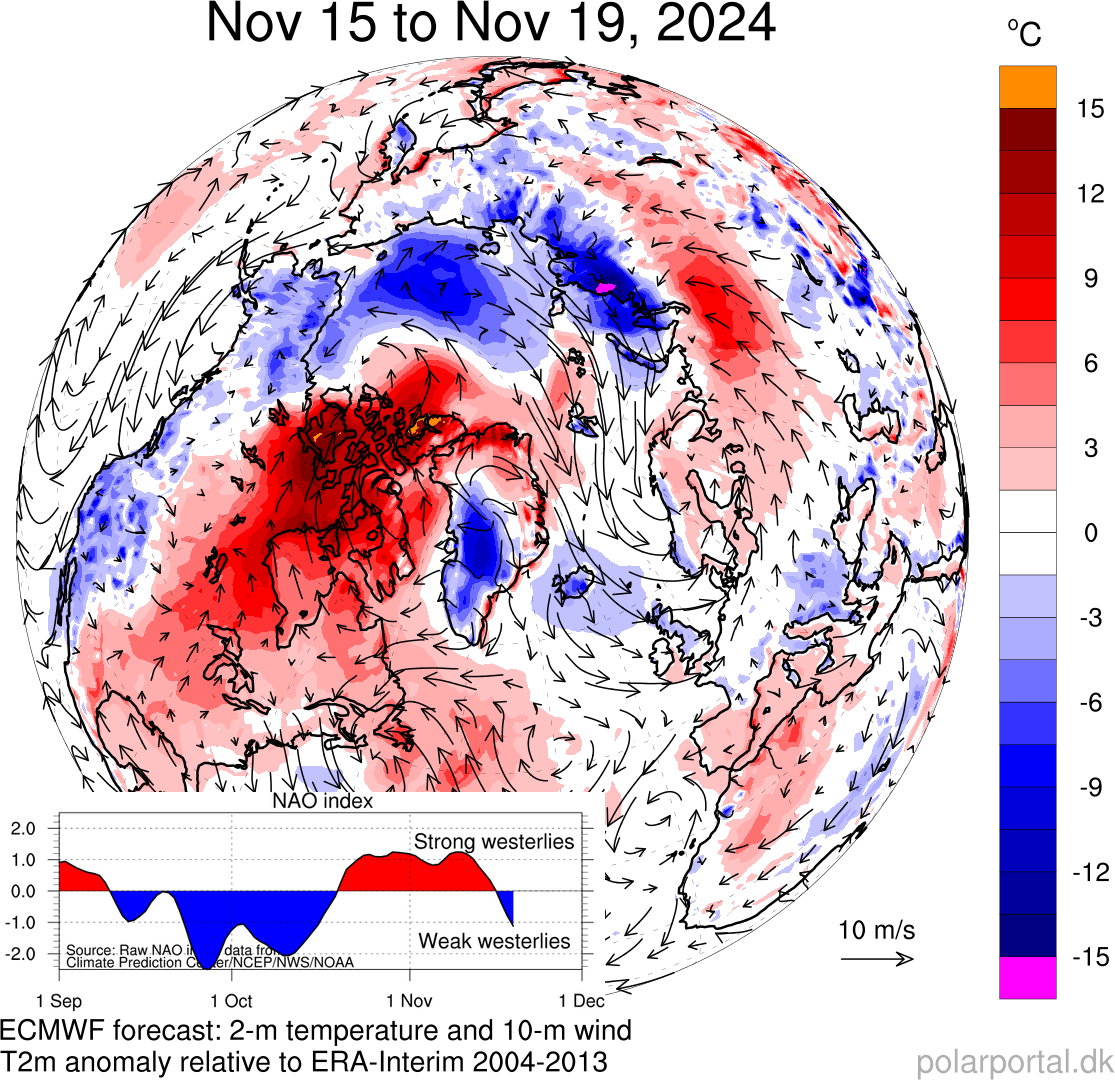 Nov 15 to Nov 19, 2024
°C
15
12
9
6
3
0
-3
-6
-9
-12
-15
NAO index
2.0
1.0
0.0
-1.0
-2.0
Strong westerlies
Weak westerlies
Source: Raw NAO data
Climate Prediction /NCEP/NWS/NOAA
1 Sep
1 Oct
1 Nov
1 Dec
10 m/s
ECMWF forecast: 2-m temperature and 10-m wind
T2m anomaly relative to ERA-Interim 2004-2013
polarportal.dk